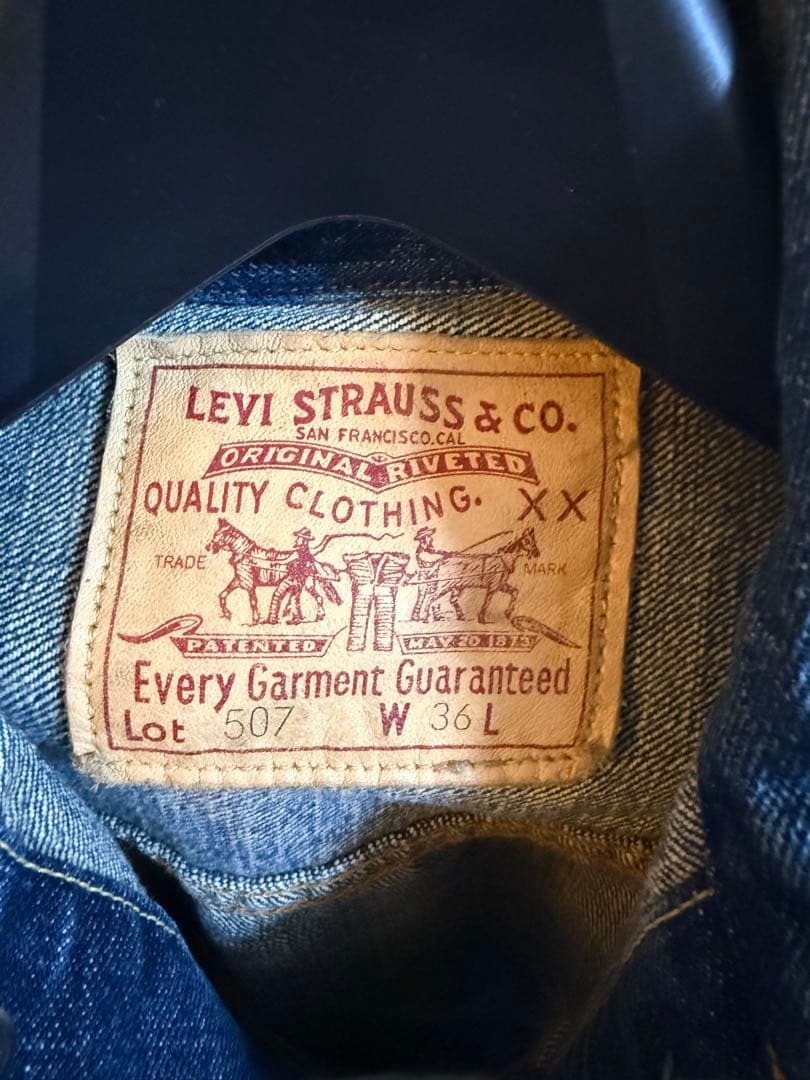 LEVI STRAUSS & CO.
SAN FRANCISCO.CAL
ORIGINAL RIVETED
QUALITY CLOTHING. XX
TRADE MARK
PATENTED MAY 20 1873
Every Garment Guaranteed
Lot 507 W 36 L